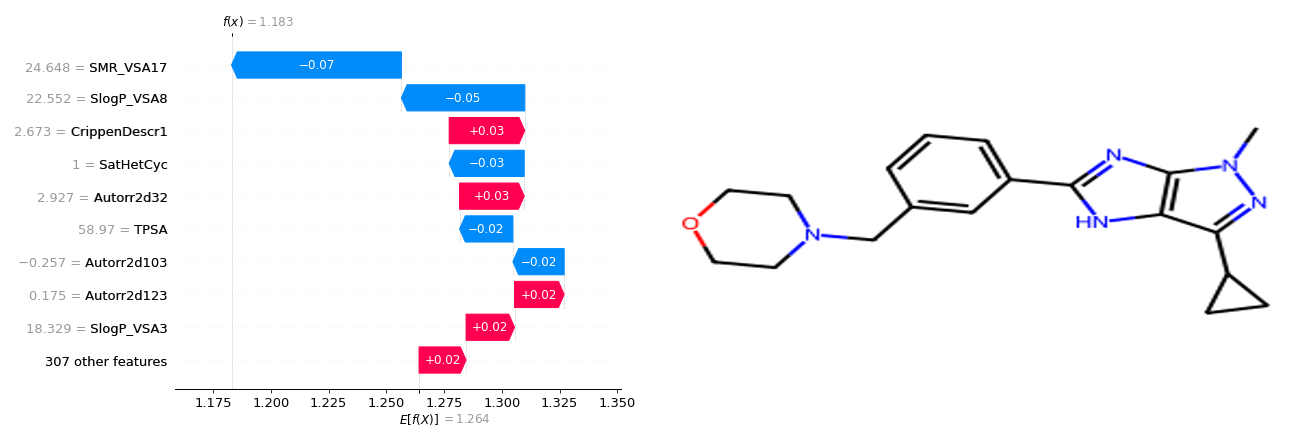 f(x) = 1.183
24.648 = SMR_VSA17
−0.07
22.552 = SlogP_VSA8
−0.05
2.673 = CrippenDescr1
+0.03
1 = SatHetCyc
−0.03
2.927 = Autorr2d32
+0.03
58.97 = TPSA
−0.02
−0.257 = Autorr2d103
−0.02
0.175 = Autorr2d123
+0.02
18.329 = SlogP_VSA3
+0.02
307 other features
+0.02
1.175 1.200 1.225 1.250 1.275 1.300 1.325 1.350
E[f(X)] = 1.264
N
N
N
HN
N
O